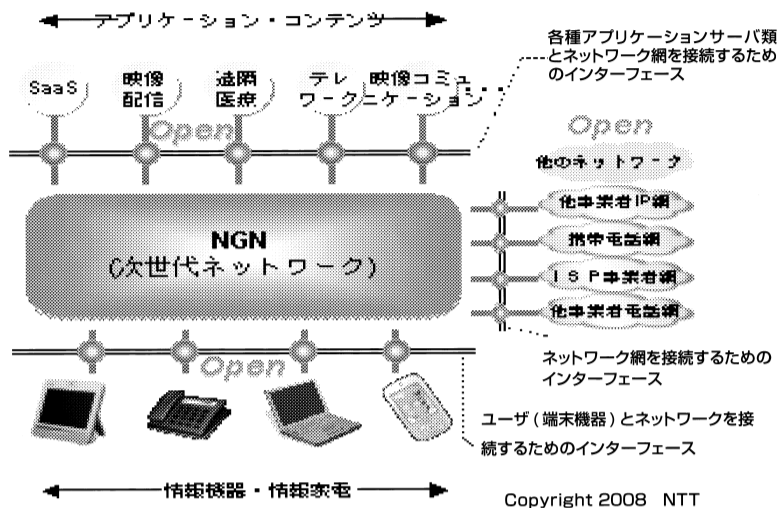 アプリケーション・コンテンツ
各種アプリケーションサーバ類
とネットワーク網を接続するため
のインターフェース
SaaS
映像
配信
遠隔
医療
テレ
ワーク
映像コミュ
ニケーション
Open
Open
他のネットワーク
他事業者IP網
携帯電話網
ISP事業者網
他事業者電話網
NGN
(次世代ネットワーク)
ネットワーク網を接続するための
インターフェース
Open
ユーザ(端末機器)とネットワークを接
続するためのインターフェース
情報機器・情報家電
Copyright 2008 NTT